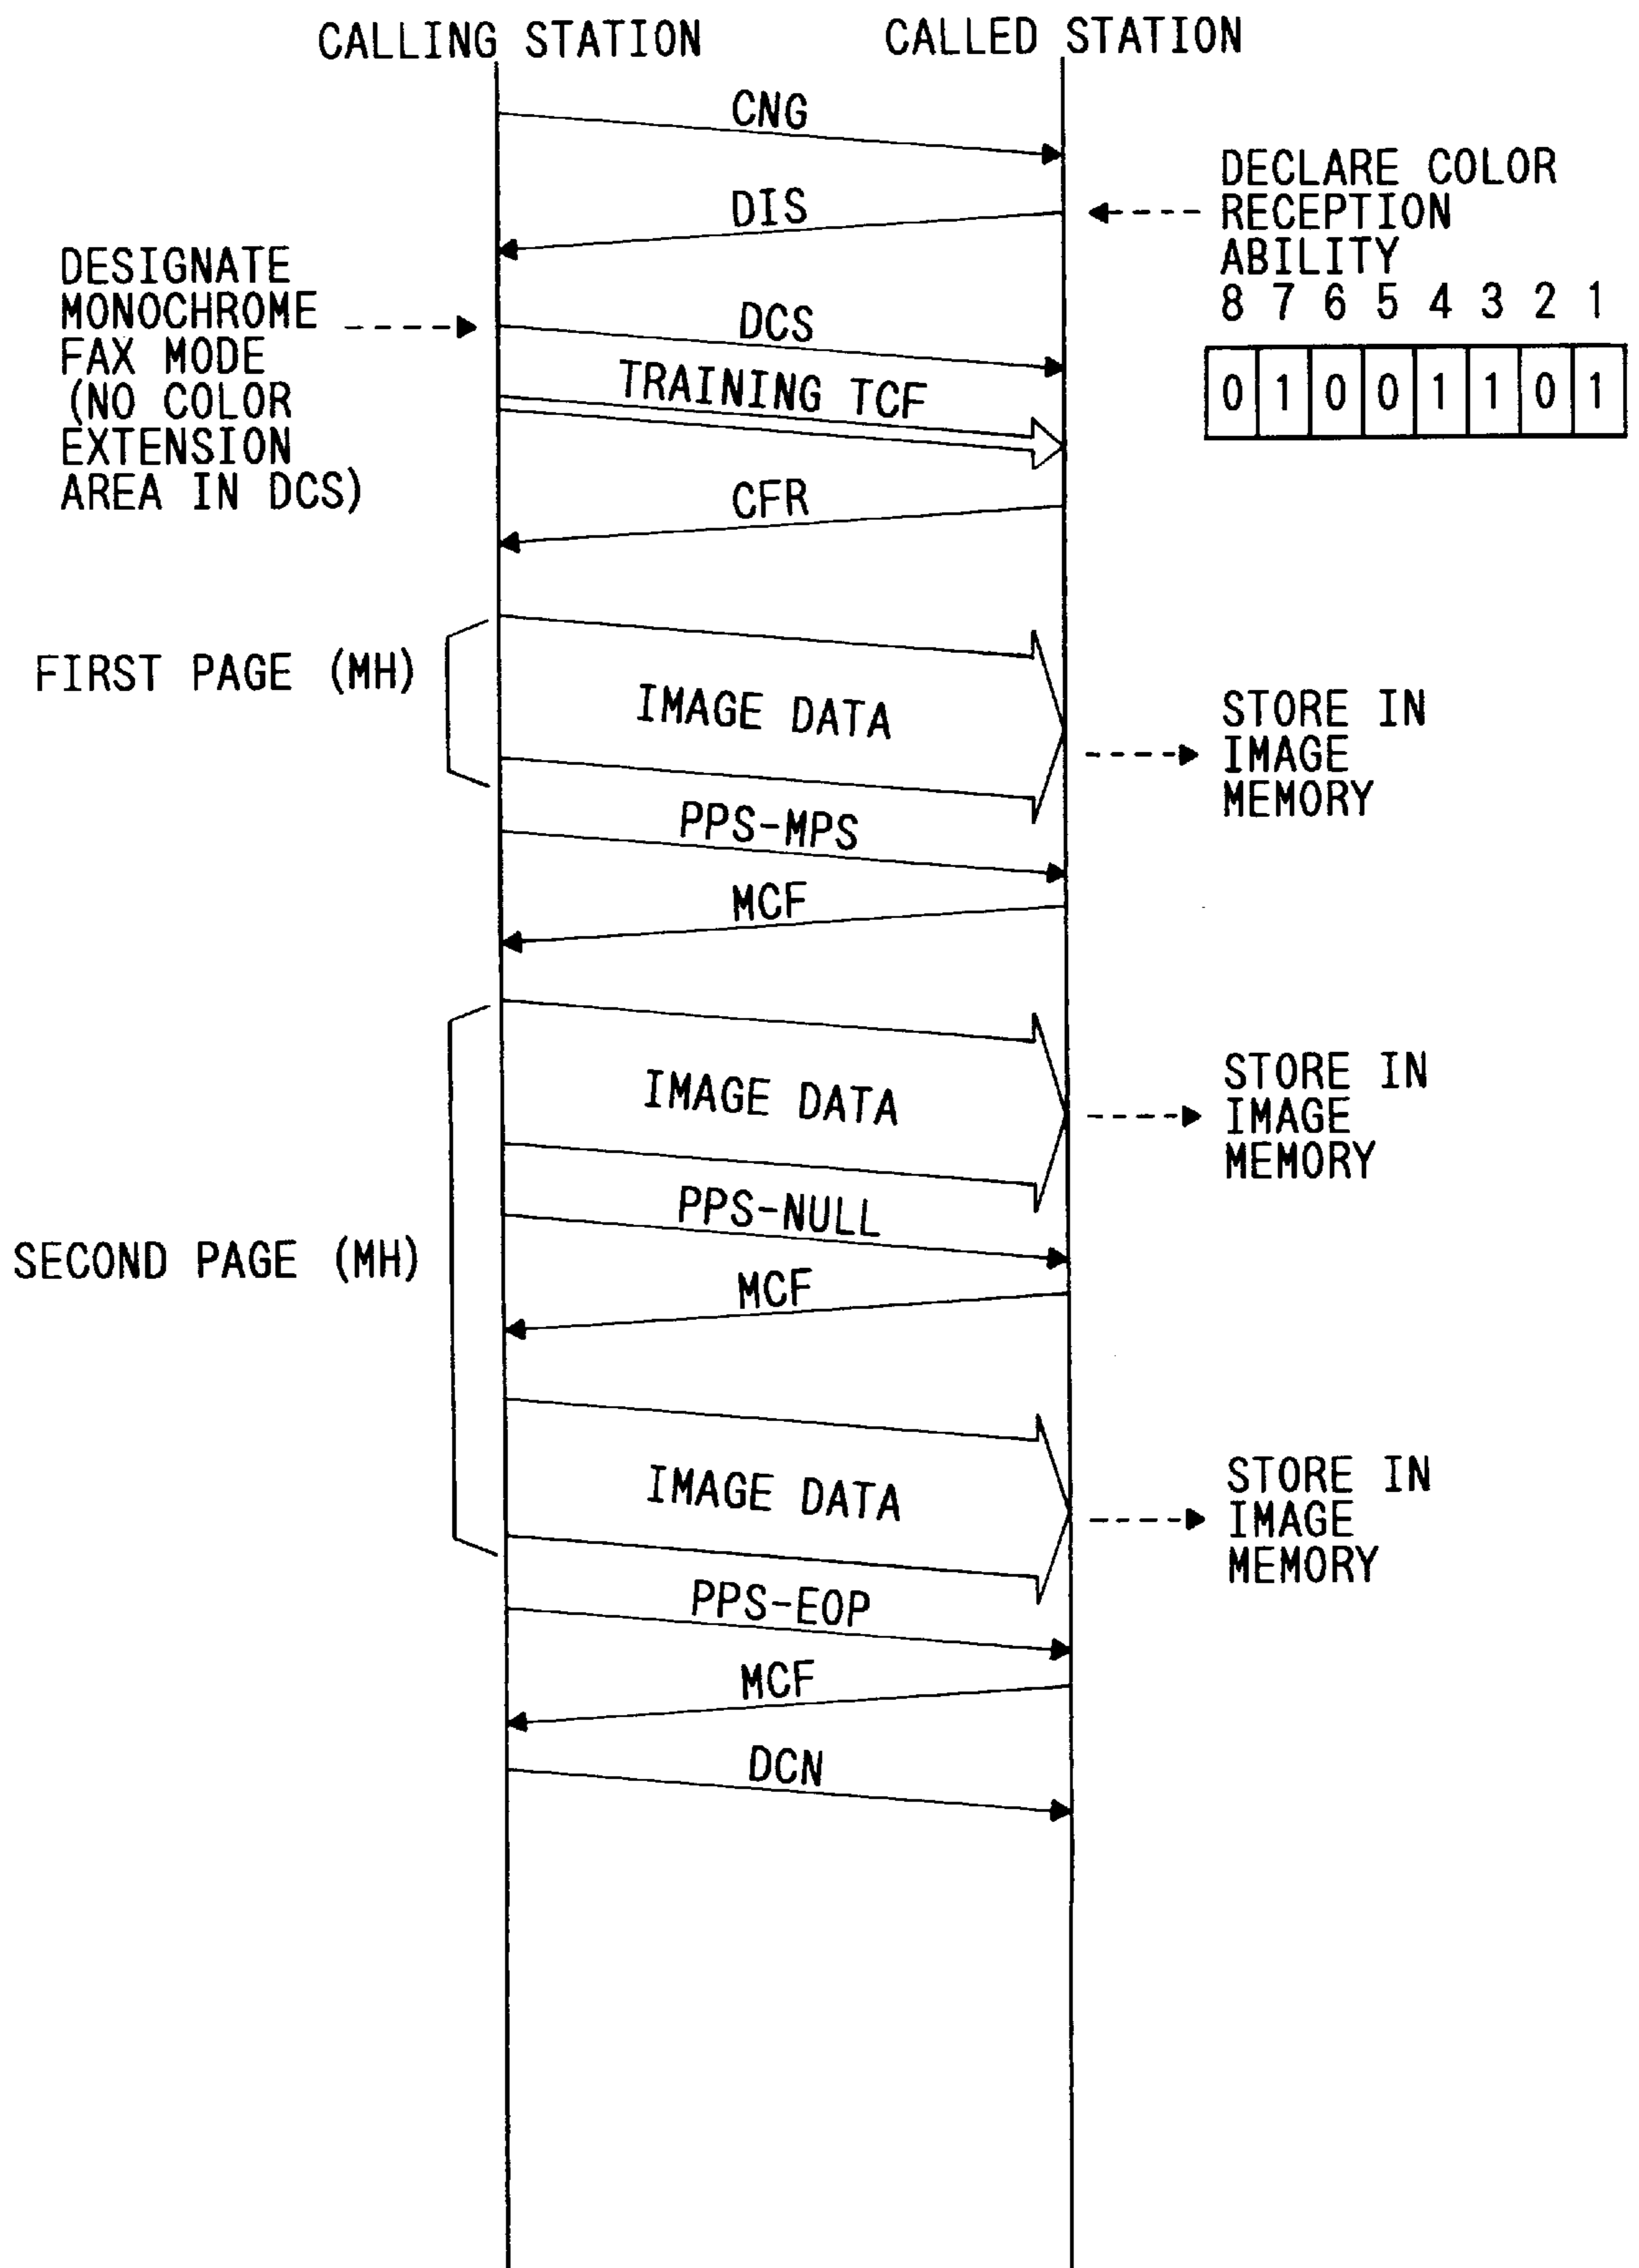 CALLING STATION
CALLED STATION
CNG
DECLARE COLOR
RECEPTION
ABILITY
DIS
8 7 6 5 4 3 2 1
0 1 0 0 1 1 0 1
DESIGNATE
MONOCHROME
FAX MODE
(NO COLOR
EXTENSION
AREA IN DCS)
DCS
TRAINING TCF
CFR
FIRST PAGE (MH)
IMAGE DATA
STORE IN
IMAGE
MEMORY
PPS-MPS
MCF
SECOND PAGE (MH)
IMAGE DATA
STORE IN
IMAGE
MEMORY
PPS-NULL
MCF
IMAGE DATA
STORE IN
IMAGE
MEMORY
PPS-EOP
MCF
DCN